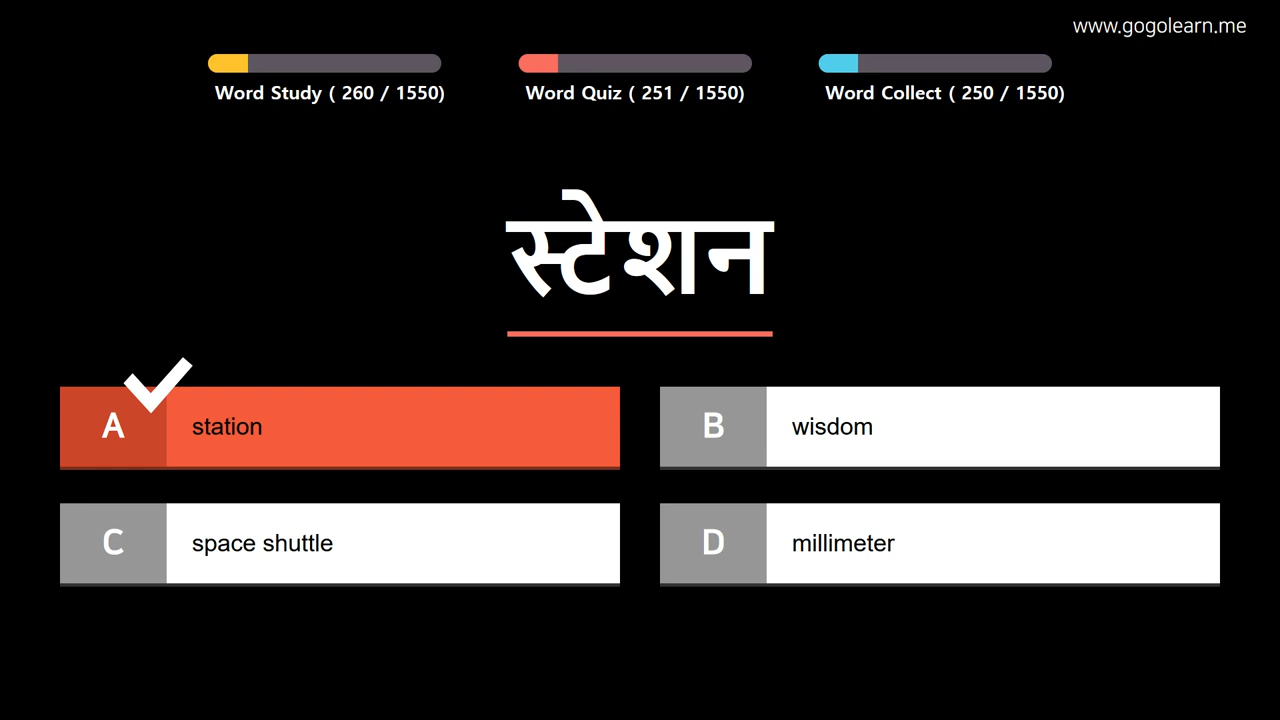 www.gogolearn.me
Word Study ( 260 / 1550)
Word Quiz ( 251 / 1550)
Word Collect ( 250 / 1550)
स्टेशन
A station
B wisdom
C space shuttle
D millimeter